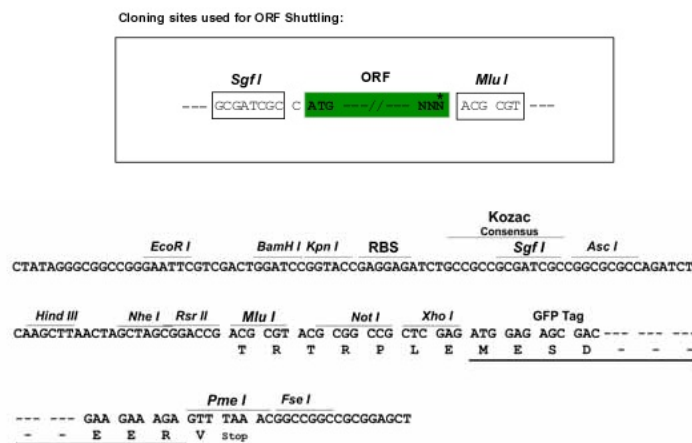 Cloning sites used for ORF Shuttling:
Sgf I ORF Mlu I
--- GCGATCGC C ATG ---//--- NNN* ACG CGT ---
Kozac
Consensus
EcoR I BamH I Kpn I RBS Sgf I Asc I
CTATAGGGCGGCCGGGAATTCGTCGACTGGATCCGGTACCGAGGAGATCTGCCGCCGCGATCGCCGGCGCGCCAGATCT
Hind III Nhe I Rsr II Mlu I Not I Xho I GFP Tag
CAAGCTTAACTAGCTAGCGGACCG ACG CGT ACG CGG CCG CTC GAG ATG GAG AGC GAC--- --- ---
T R T R P L E M E S D - - -
Pme I Fse I
--- --- GAA GAA AGA GTT TAA ACGGCCGGCCGCGGAGCT
- - E E R V Stop